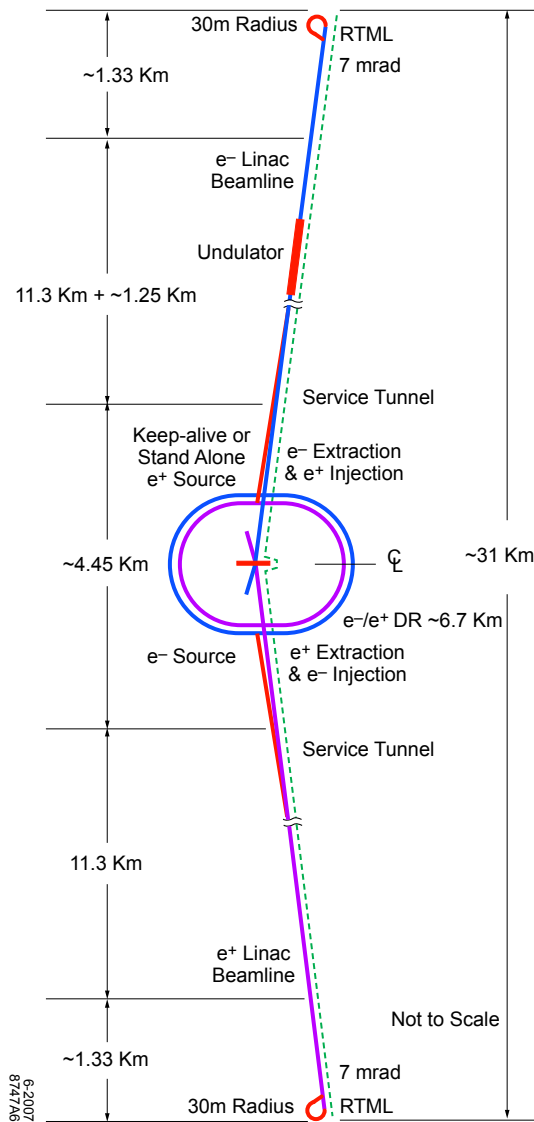 30m Radius
RTML
7 mrad
~1.33 Km
e– Linac
Beamline
Undulator
11.3 Km + ~1.25 Km
Service Tunnel
Keep-alive or
Stand Alone
e+ Source
e– Extraction
& e+ Injection
~4.45 Km
℄
~31 Km
e–/e+ DR ~6.7 Km
e– Source
e+ Extraction
& e– Injection
Service Tunnel
11.3 Km
e+ Linac
Beamline
Not to Scale
~1.33 Km
7 mrad
30m Radius
RTML
6-2007
8747A6